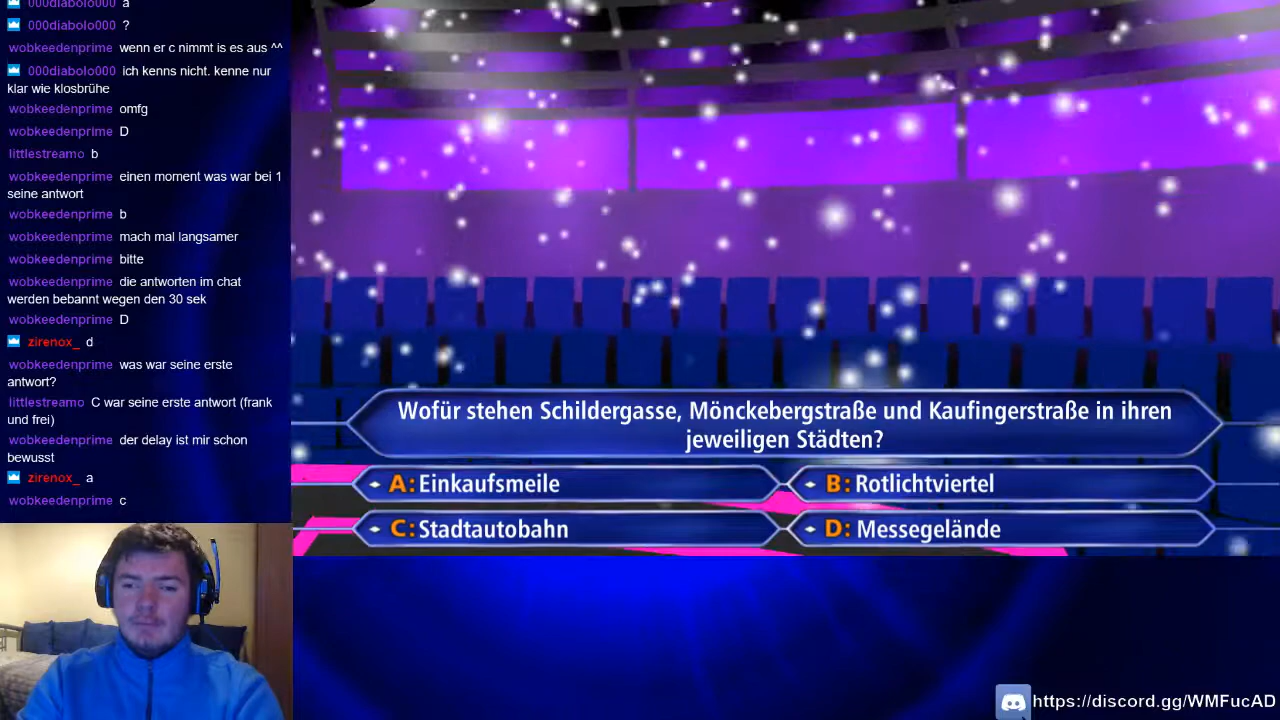 000diabolo000 a
000diabolo000 ?
wobkeedenprime wenn er c nimmt is es aus ^^
000diabolo000 ich kenns nicht. kenne nur
klar wie klosbrühe
wobkeedenprime omfg
wobkeedenprime D
littlestreamo b
wobkeedenprime einen moment was war bei 1
seine antwort
wobkeedenprime b
wobkeedenprime mach mal langsamer
wobkeedenprime bitte
wobkeedenprime die antworten im chat
werden bebannt wegen den 30 sek
wobkeedenprime D
zirenox_ d
wobkeedenprime was war seine erste
antwort?
littlestreamo C war seine erste antwort (frank
und frei)
wobkeedenprime der delay ist mir schon
bewusst
zirenox_ a
wobkeedenprime c
Wofür stehen Schildergasse, Mönckebergstraße und Kaufingerstraße in ihren
jeweiligen Städten?
A: Einkaufsmeile
B: Rotlichtviertel
C: Stadtautobahn
D: Messegelände
https://discord.gg/WMFucAD